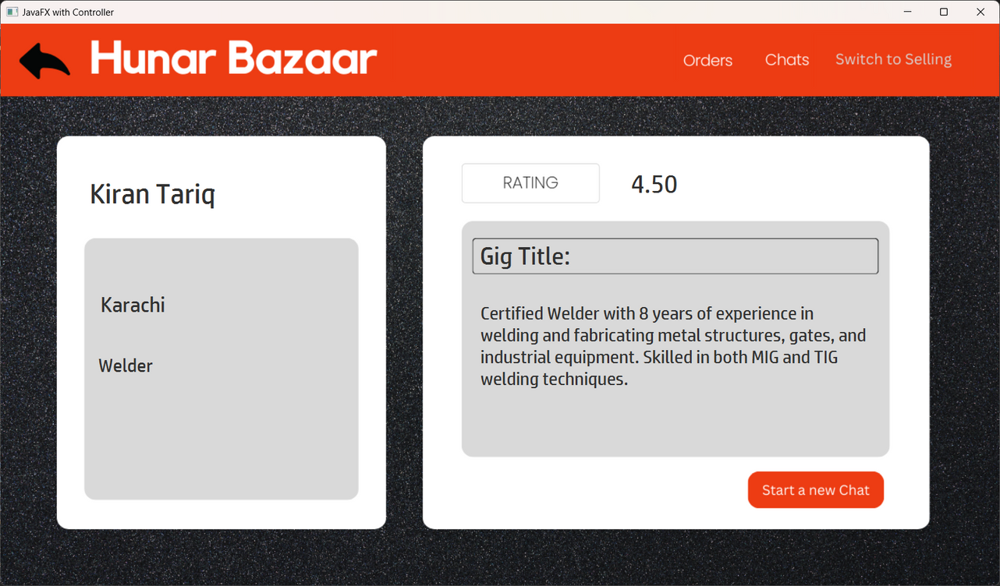 JavaFX with Controller
Hunar Bazaar
Orders
Chats
Switch to Selling
Kiran Tariq
Karachi
Welder
RATING
4.50
Gig Title:
Certified Welder with 8 years of experience in
welding and fabricating metal structures, gates, and
industrial equipment. Skilled in both MIG and TIG
welding techniques.
Start a new Chat